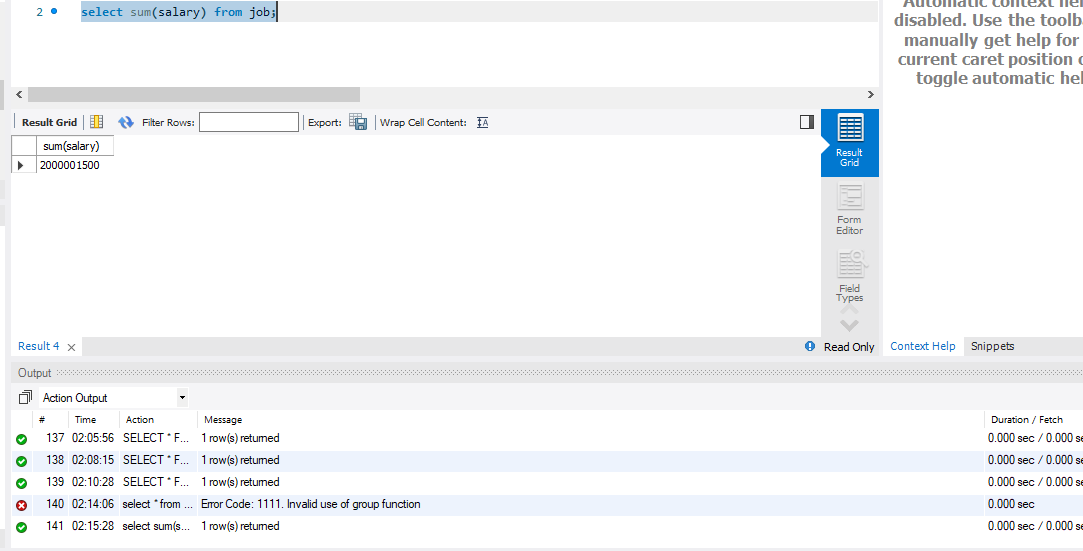 Automatic context hel
disabled. Use the toolba
manually get help for
current caret position o
toggle automatic hel
2 select sum(salary) from job;
Result Grid Filter Rows: Export: Wrap Cell Content:
sum(salary)
2000001500
Result
Grid
Form
Editor
Field
Types
Result 4 Read Only
Context Help Snippets
Output
Action Output
# Time Action Message Duration / Fetch
137 02:05:56 SELECT * F... 1 row(s) returned 0.000 sec / 0.000 se
138 02:08:15 SELECT * F... 1 row(s) returned 0.000 sec / 0.000 se
139 02:10:28 SELECT * F... 1 row(s) returned 0.000 sec / 0.000 se
140 02:14:06 select * from ... Error Code: 1111. Invalid use of group function 0.000 sec
141 02:15:28 select sum(s... 1 row(s) returned 0.000 sec / 0.000 se